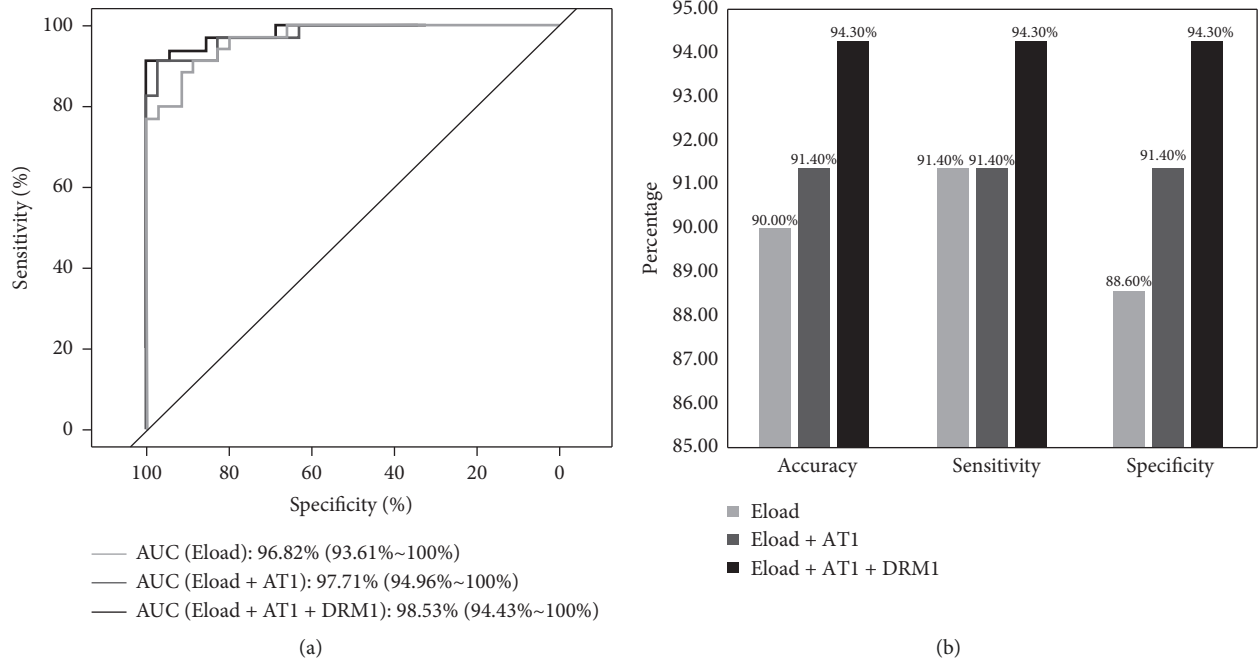 100
80
60
40
20
0
Sensitivity (%)
100 80 60 40 20 0
Specificity (%)
AUC (Eload): 96.82% (93.61%~100%)
AUC (Eload + AT1): 97.71% (94.96%~100%)
AUC (Eload + AT1 + DRM1): 98.53% (94.43%~100%)
(a)
95.00
94.00
93.00
92.00
91.00
90.00
89.00
88.00
87.00
86.00
85.00
Percentage
90.00% 91.40% 94.30%
91.40% 91.40% 94.30%
88.60% 91.40% 94.30%
Accuracy Sensitivity Specificity
Eload
Eload + AT1
Eload + AT1 + DRM1
(b)